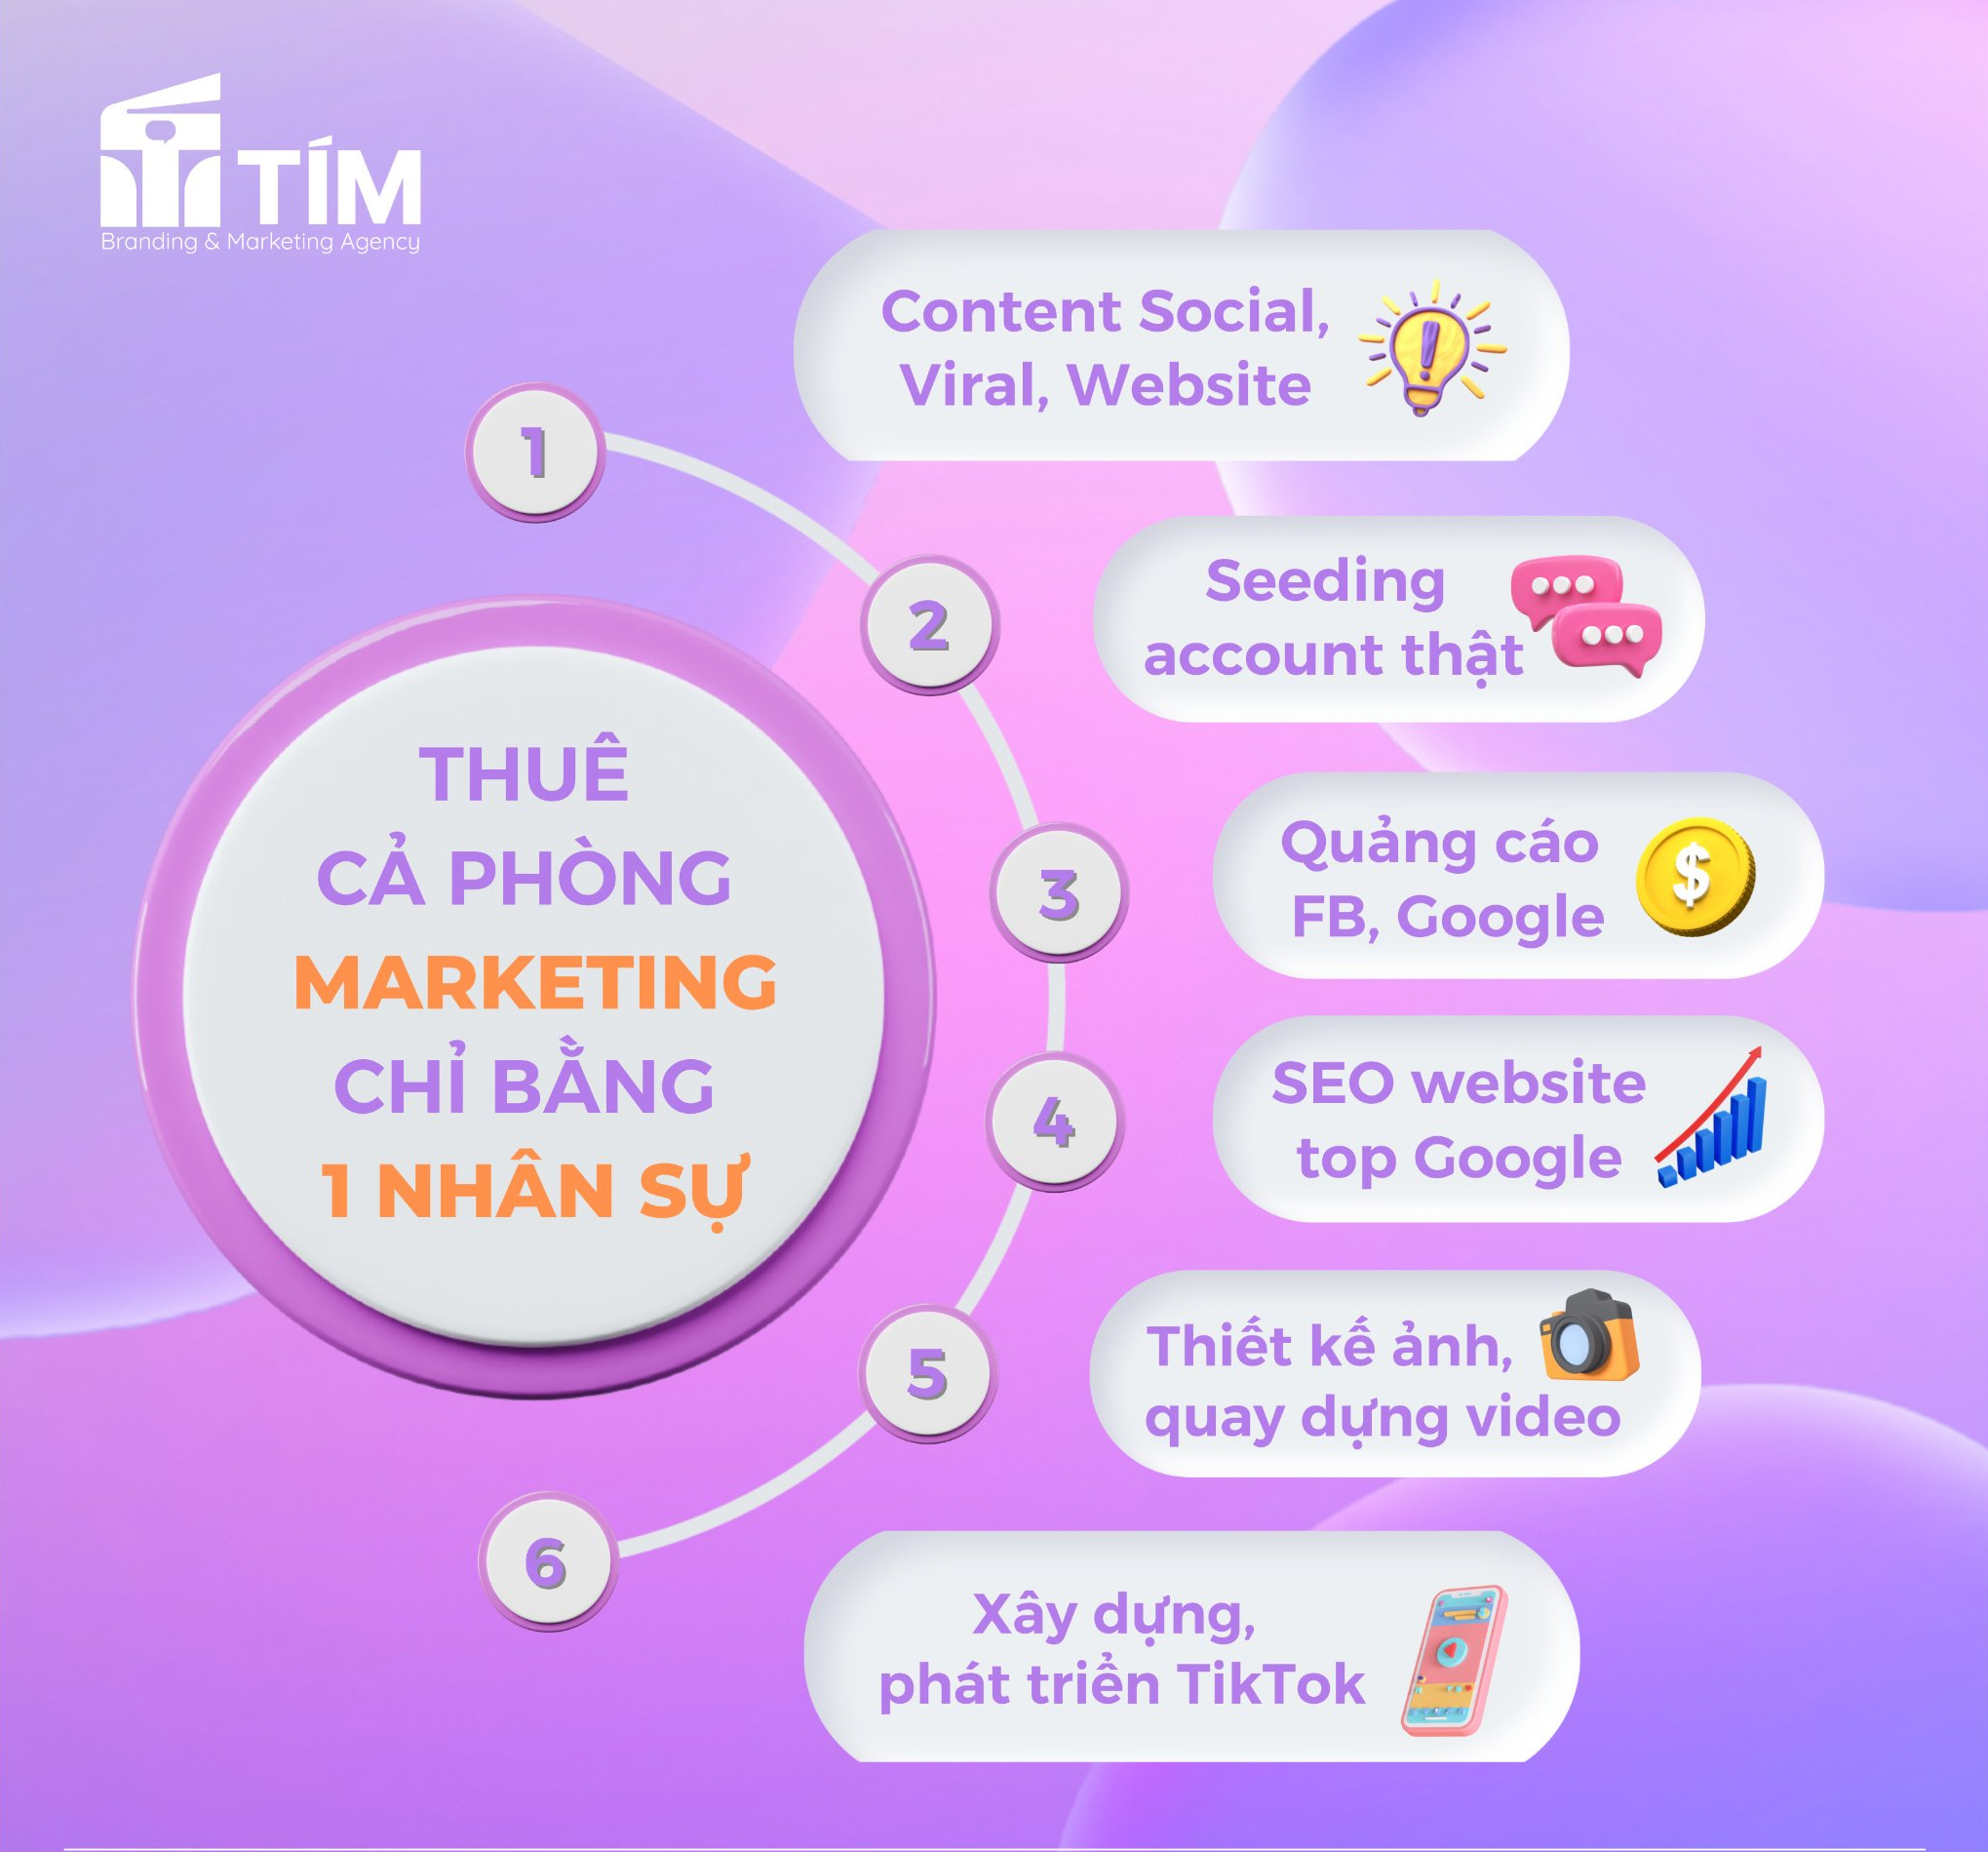 TÍM
Branding & Marketing Agency
THUÊ
CẢ PHÒNG
MARKETING
CHỈ BẰNG
1 NHÂN SỰ
1
Content Social,
Viral, Website
2
Seeding
account thật
3
Quảng cáo
FB, Google
4
SEO website
top Google
5
Thiết kế ảnh,
quay dựng video
6
Xây dựng,
phát triển TikTok